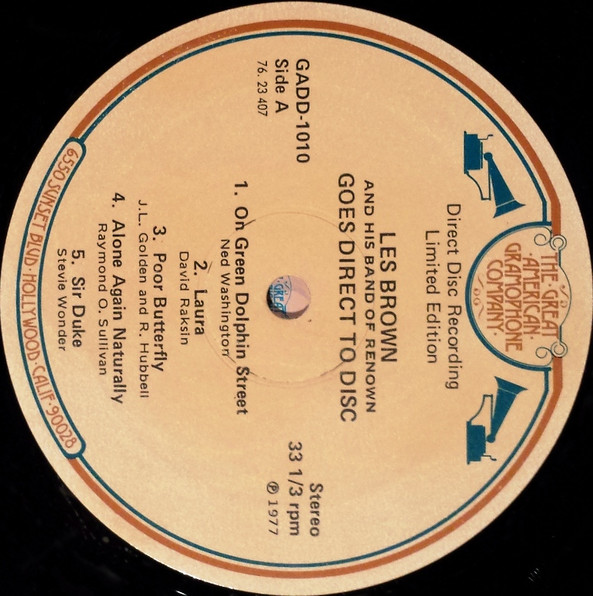 THE·GREAT
·AMERICAN·
GRAMOPHONE
COMPANY·
Direct Disc Recording
Limited Edition
LES BROWN
AND HIS BAND OF RENOWN
GOES DIRECT TO DISC
GADD-1010
Side A
76. 23 407
Stereo
33 1/3 rpm
℗ 1977
1. On Green Dolphin Street
Ned Washington
2. Laura
David Raksin
3. Poor Butterfly
J.L. Golden and R. Hubbell
4. Alone Again Naturally
Raymond O. Sullivan
5. Sir Duke
Stevie Wonder
6550 SUNSET BLVD·HOLLYWOOD·CALIF·90028